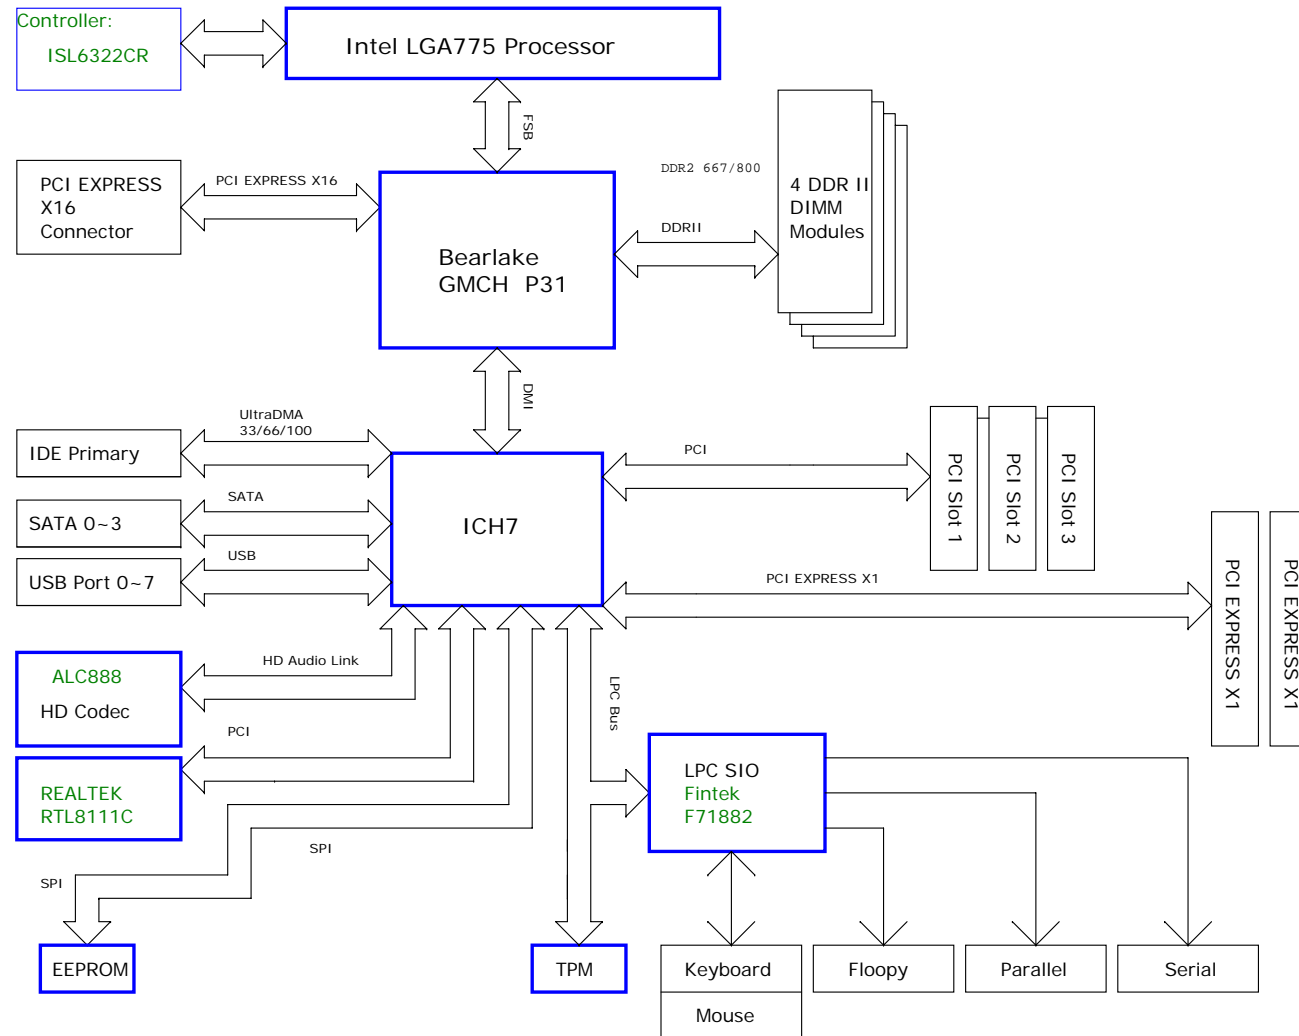 Controller:
ISL6322CR
Intel LGA775 Processor
FSB
PCI EXPRESS
X16
Connector
PCI EXPRESS X16
Bearlake
GMCH P31
DDR2 667/800
DDRII
4 DDR II
DIMM
Modules
DMI
UltraDMA
33/66/100
IDE Primary
SATA
SATA 0~3
USB
USB Port 0~7
ICH7
PCI
PCI Slot 1
PCI Slot 2
PCI Slot 3
PCI EXPRESS X1
PCI EXPRESS X1
PCI EXPRESS X1
HD Audio Link
ALC888
HD Codec
PCI
REALTEK
RTL8111C
LPC Bus
LPC SIO
Fintek
F71882
SPI
SPI
EEPROM
TPM
Keyboard
Mouse
Floopy
Parallel
Serial